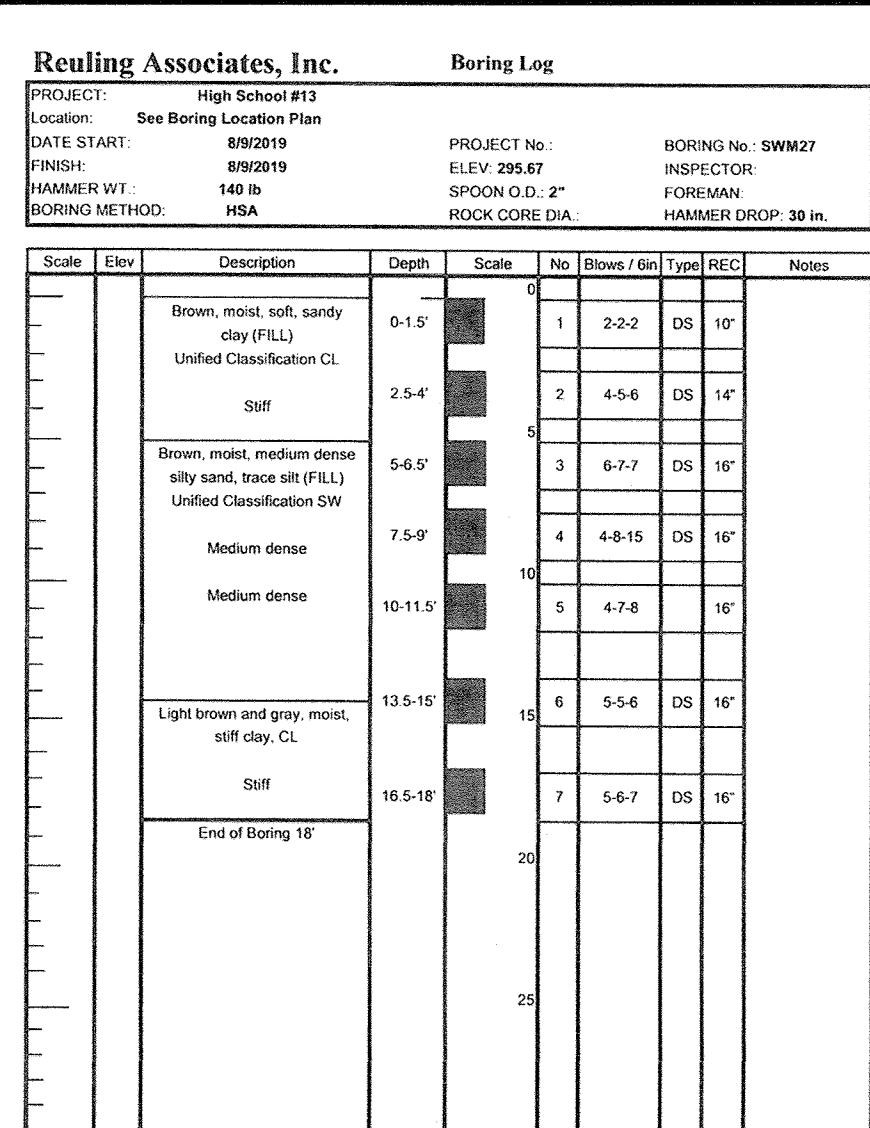 Reuling Associates, Inc. Boring Log
PROJECT: High School #13
Location: See Boring Location Plan
DATE START: 8/9/2019 PROJECT No.: BORING No.: SWM27
FINISH: 8/9/2019 ELEV: 295.67 INSPECTOR:
HAMMER WT.: 140 lb SPOON O.D.: 2" FOREMAN:
BORING METHOD: HSA ROCK CORE DIA.: HAMMER DROP: 30 in.
Scale Elev Description Depth Scale No Blows / 6in Type REC Notes
0
Brown, moist, soft, sandy
clay (FILL) 0-1.5' 1 2-2-2 DS 10"
Unified Classification CL
2.5-4' 2 4-5-6 DS 14"
Stiff
5
Brown, moist, medium dense
silty sand, trace silt (FILL) 5-6.5' 3 6-7-7 DS 16"
Unified Classification SW
7.5-9' 4 4-8-15 DS 16"
Medium dense
10
Medium dense
10-11.5' 5 4-7-8 16"
13.5-15' 6 5-5-6 DS 16"
Light brown and gray, moist, 15
stiff clay, CL
Stiff
16.5-18' 7 5-6-7 DS 16"
End of Boring 18'
20
25